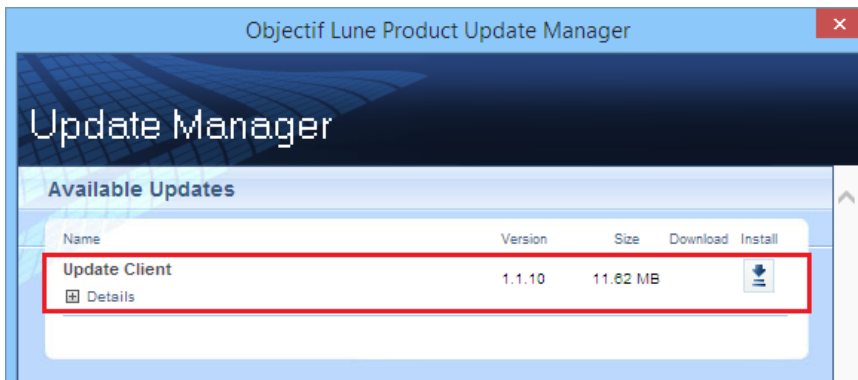 Objectif Lune Product Update Manager
Update Manager
Available Updates
Name Version Size Download Install
Update Client 1.1.10 11.62 MB
Details